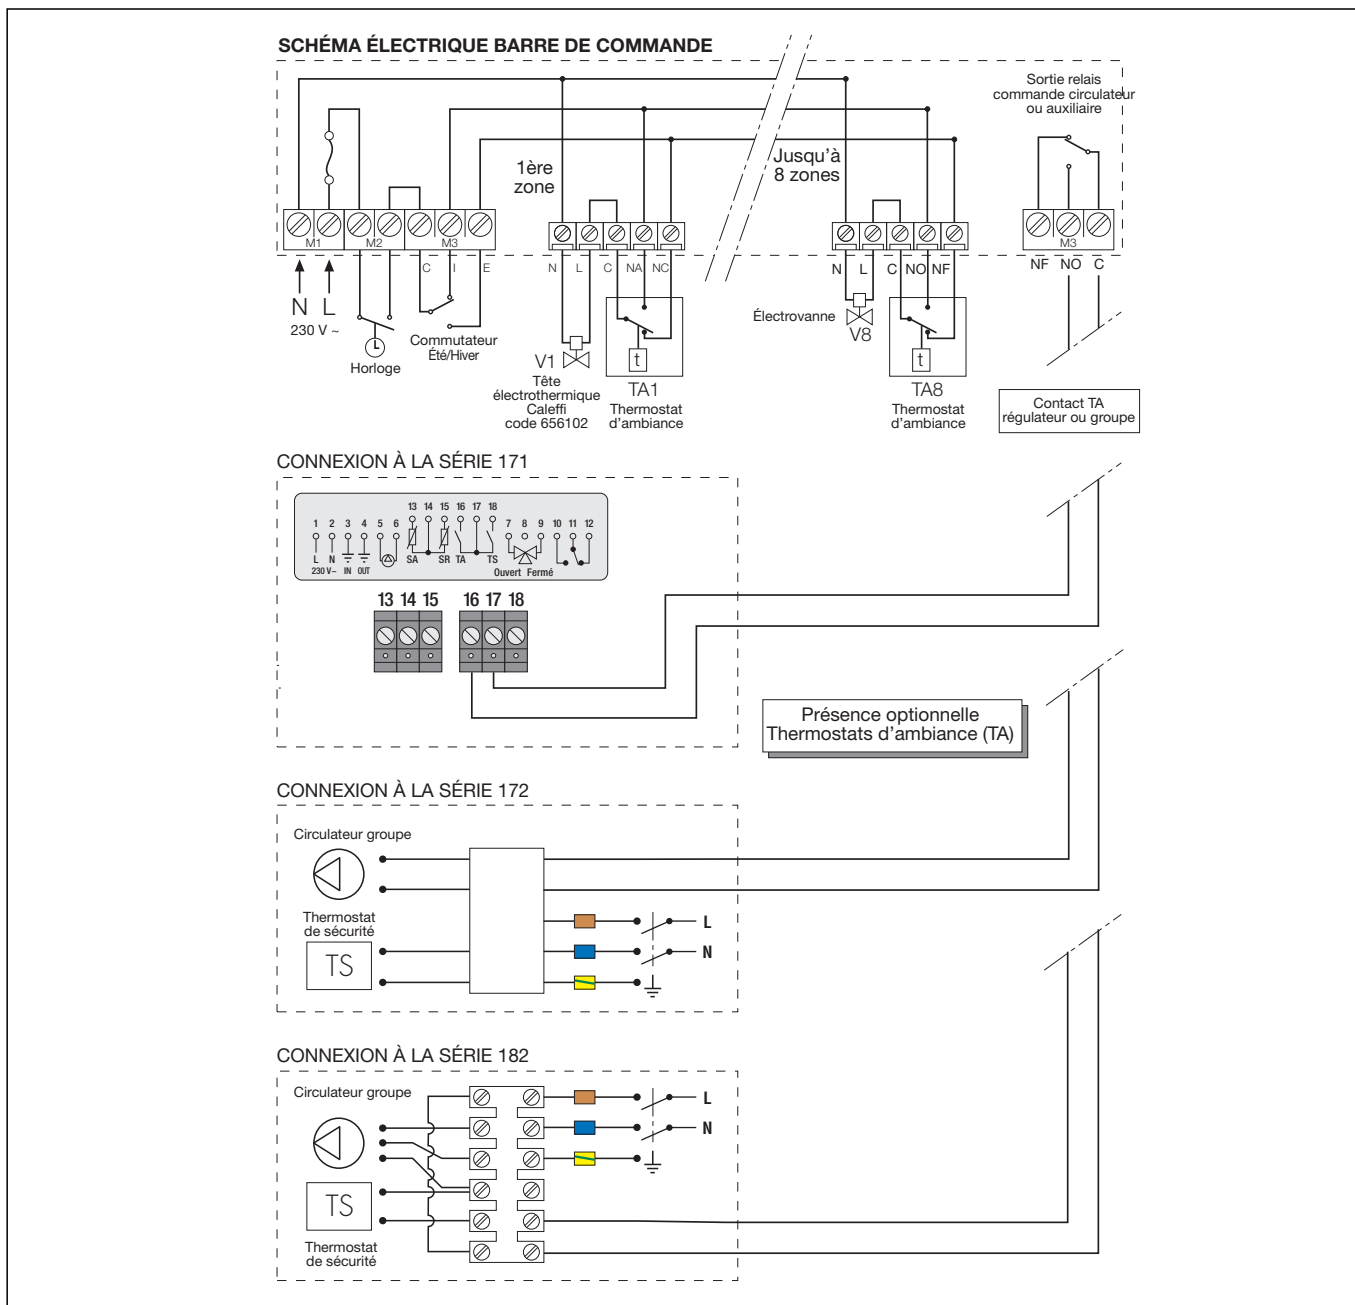 SCHÉMA ÉLECTRIQUE BARRE DE COMMANDE
Sortie relais
commande circulateur
ou auxiliaire
1ère
zone
Jusqu'à
8 zones
M1 M2 M3
M3
C I E
N L C NA NC
N L C NO NF
NF NO C
N L
230 V ~
Horloge
Commutateur
Été/Hiver
V1
Tête
électrothermique
Caleffi
code 656102
t
TA1
Thermostat
d'ambiance
Électrovanne
V8
t
TA8
Thermostat
d'ambiance
Contact TA
régulateur ou groupe
CONNEXION À LA SÉRIE 171
13 14 15 16 17 18
1 2 3 4 5 6 7 8 9 10 11 12
L N SA SR TA TS
230 V~ IN OUT Ouvert Fermé
13 14 15 16 17 18
Présence optionnelle
Thermostats d'ambiance (TA)
CONNEXION À LA SÉRIE 172
Circulateur groupe
Thermostat
de sécurité
TS
L
N
CONNEXION À LA SÉRIE 182
Circulateur groupe
L
N
TS
Thermostat
de sécurité